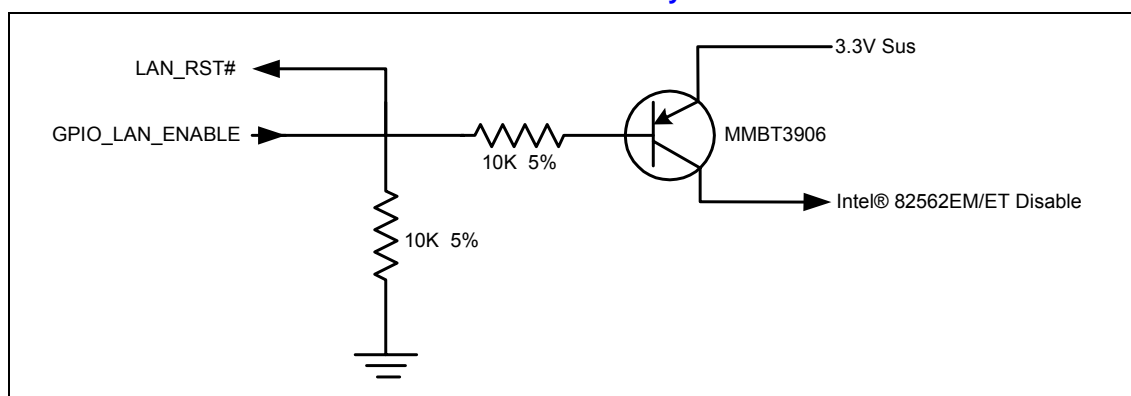 3.3V Sus
LAN_RST#
GPIO_LAN_ENABLE
MMBT3906
10K 5%
Intel® 82562EM/ET Disable
10K 5%